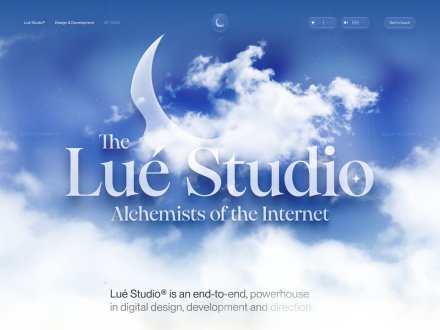 Lué Studio®
Design & Development
Get in touch
The
Lué Studio
Alchemists of the Internet
Lué Studio® is an end-to-end, powerhouse
in digital design, development and direction.